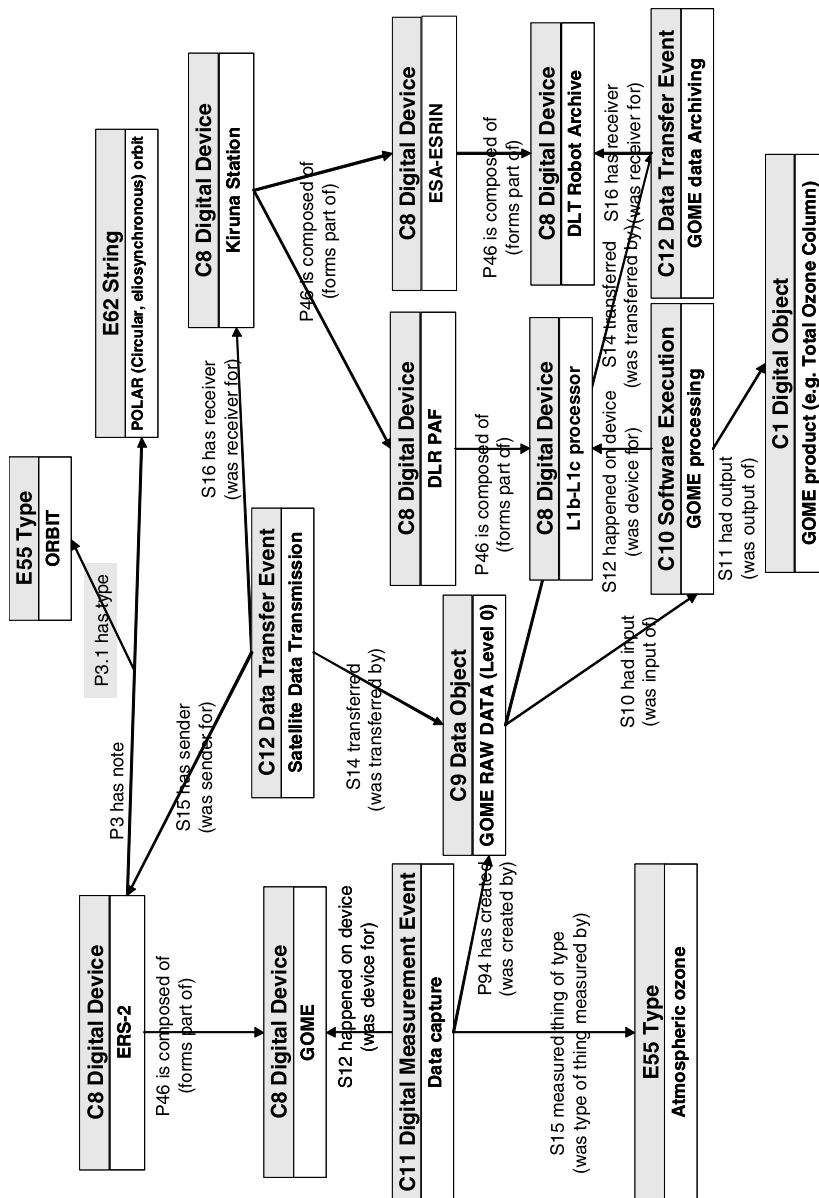 E55 Type
ORBIT
P3.1 has type
E62 String
POLAR (Circular, eliosynchronous) orbit
P3 has note
C8 Digital Device
ERS-2
P46 is composed of
(forms part of)
C8 Digital Device
GOME
S12 happened on device
(was device for)
C11 Digital Measurement Event
Data capture
S15 measured thing of type
(was type of thing measured by)
E55 Type
Atmospheric ozone
P94 has created
(was created by)
S15 has sender
(was sender for)
C12 Data Transfer Event
Satellite Data Transmission
S14 transferred
(was transferred by)
C9 Data Object
GOME RAW DATA (Level 0)
S16 has receiver
(was receiver for)
C8 Digital Device
Kiruna Station
P46 is composed of
(forms part of)
C8 Digital Device
DLR PAF
P46 is composed of
(forms part of)
C8 Digital Device
L1b-L1c processor
S12 happened on device
(was device for)
C10 Software Execution
GOME processing
S10 had input
(was input of)
S11 had output
(was output of)
C1 Digital Object
GOME product (e.g. Total Ozone Column)
C8 Digital Device
ESA-ESRIN
P46 is composed of
(forms part of)
C8 Digital Device
DLT Robot Archive
S16 has receiver
(was receiver for)
S14 transferred
(was transferred by)
C12 Data Transfer Event
GOME data Archiving